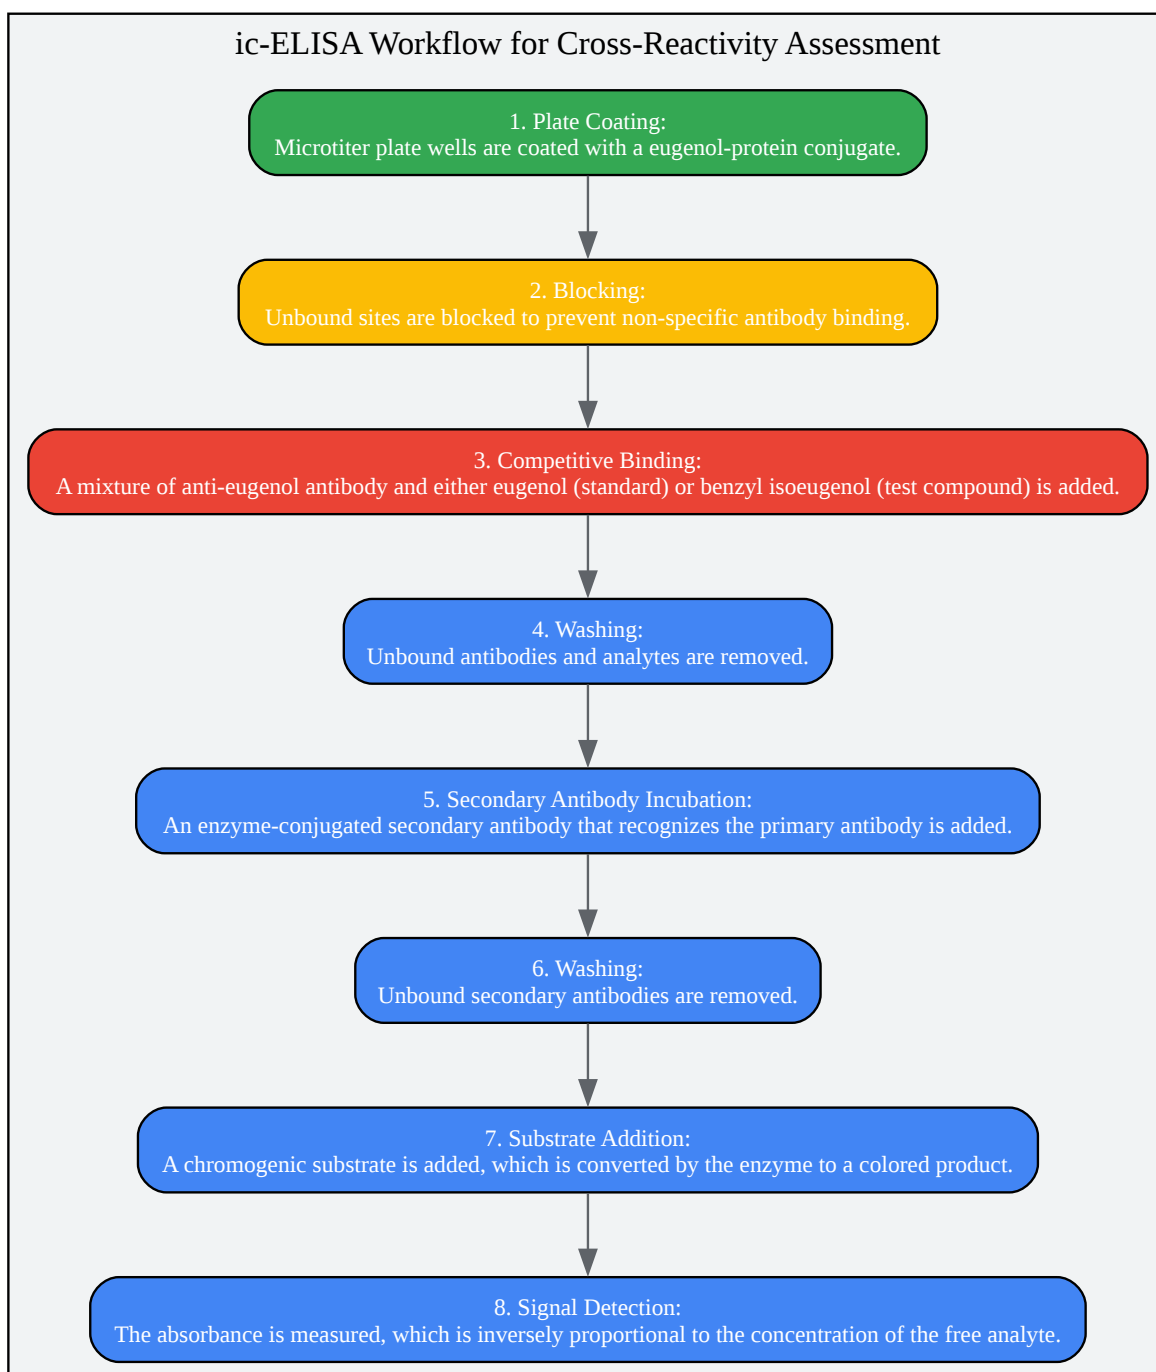 ic-ELISA Workflow for Cross-Reactivity Assessment
1. Plate Coating:
Microtiter plate wells are coated with a eugenol-protein conjugate.
2. Blocking:
Unbound sites are blocked to prevent non-specific antibody binding.
3. Competitive Binding:
A mixture of anti-eugenol antibody and either eugenol (standard) or benzyl isoeugenol (test compound) is added.
4. Washing:
Unbound antibodies and analytes are removed.
5. Secondary Antibody Incubation:
An enzyme-conjugated secondary antibody that recognizes the primary antibody is added.
6. Washing:
Unbound secondary antibodies are removed.
7. Substrate Addition:
A chromogenic substrate is added, which is converted by the enzyme to a colored product.
8. Signal Detection:
The absorbance is measured, which is inversely proportional to the concentration of the free analyte.